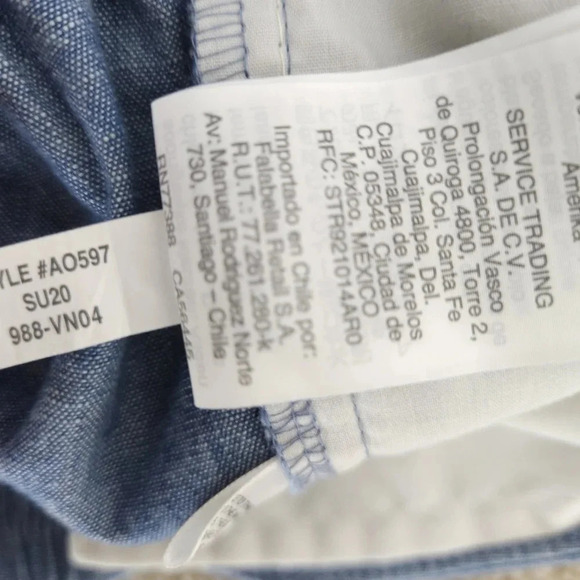 YLE #AO597
SU20
988-VN04
Amerika
SERVICE TRADING
S.A. DE C.V.
Prolongación Vasco
de Quiroga 4800, Torre 2,
Piso 3 Col. Santa Fe
Cuajimalpa, Del.
Cuajimalpa de Morelos
C.P. 05348, Ciudad de
México, MÉXICO
RFC: STR921014AR0
Importado en Chile por:
Falabella Retail S.A.
R.U.T.: 77.261.280-k
Av: Manuel Rodriguez Norte
730, Santiago – Chile
RN77388